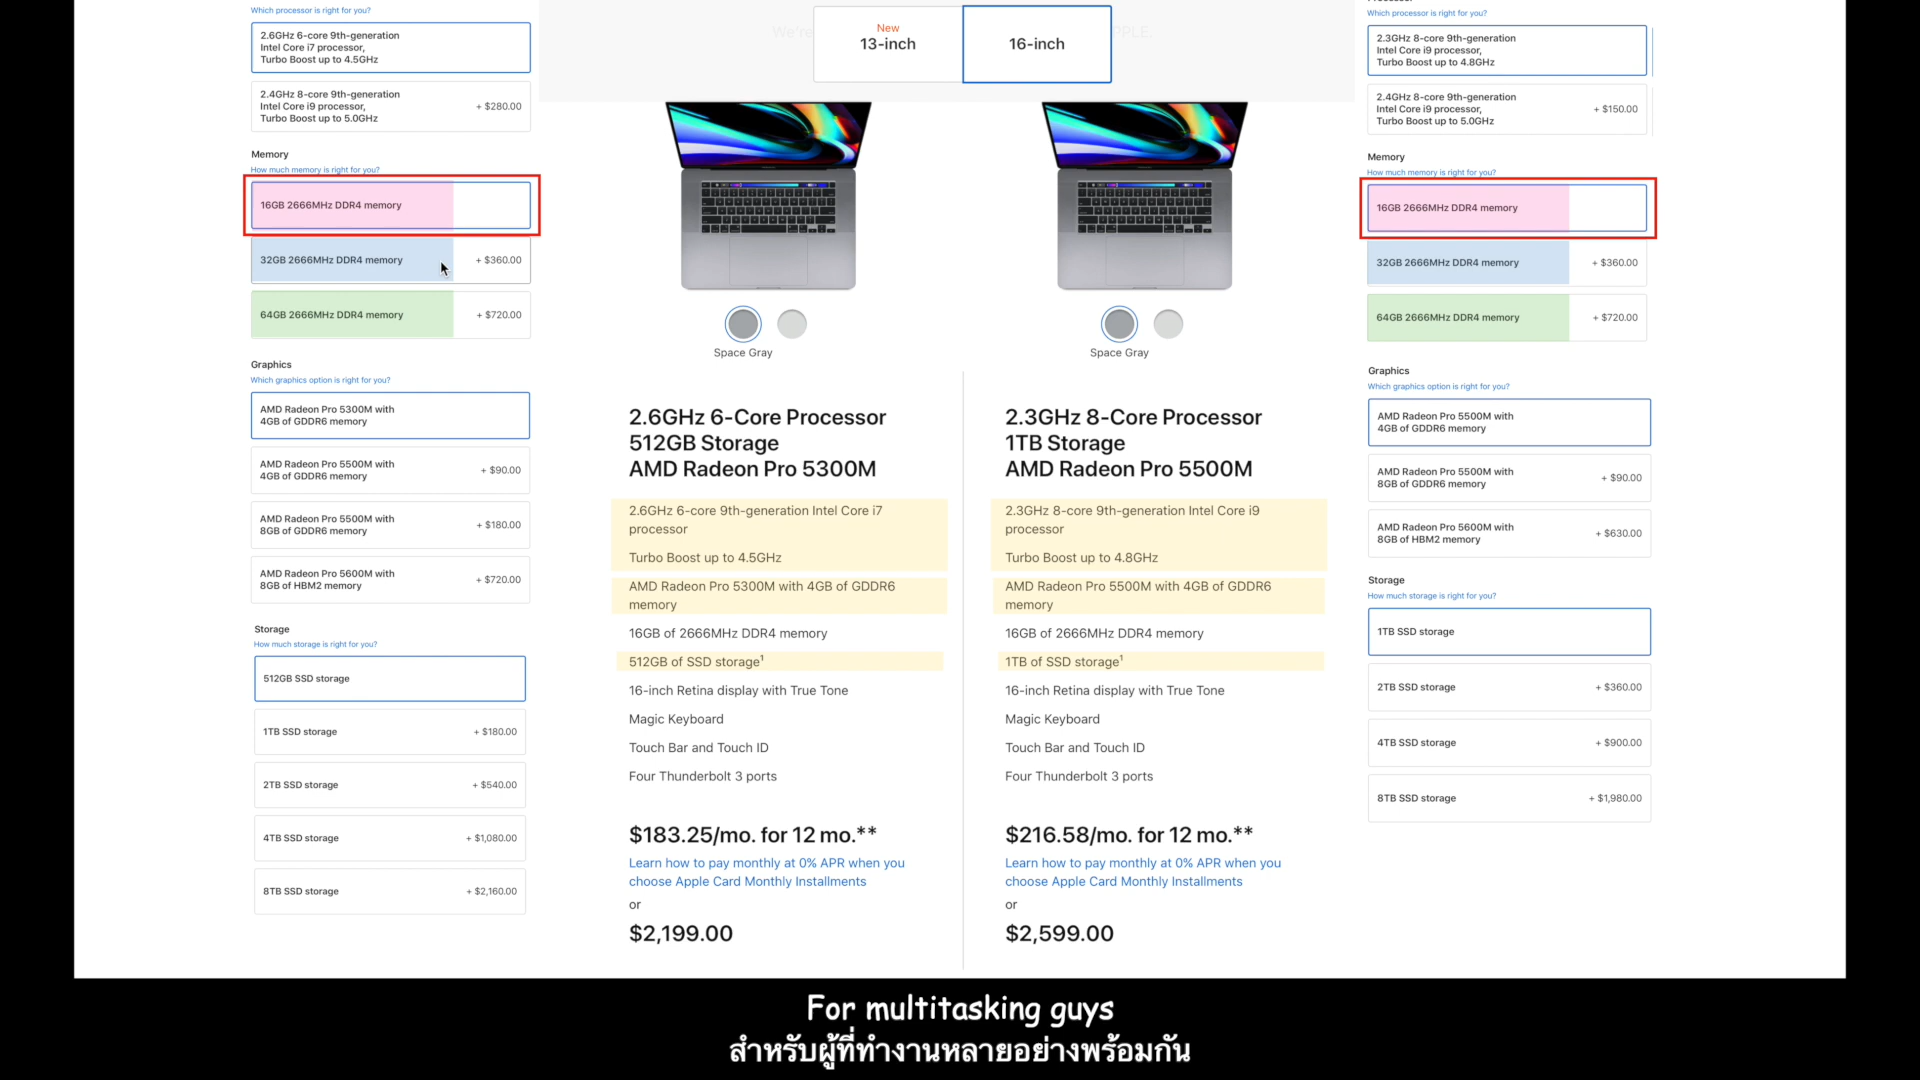 Which processor is right for you?
2.6GHz 6-core 9th-generation
Intel Core i7 processor,
Turbo Boost up to 4.5GHz
2.4GHz 8-core 9th-generation
Intel Core i9 processor,
Turbo Boost up to 5.0GHz
+ $280.00
Memory
How much memory is right for you?
16GB 2666MHz DDR4 memory
32GB 2666MHz DDR4 memory
+ $360.00
64GB 2666MHz DDR4 memory
+ $720.00
Graphics
Which graphics option is right for you?
AMD Radeon Pro 5300M with
4GB of GDDR6 memory
AMD Radeon Pro 5500M with
4GB of GDDR6 memory
+ $90.00
AMD Radeon Pro 5500M with
8GB of GDDR6 memory
+ $180.00
AMD Radeon Pro 5600M with
8GB of HBM2 memory
+ $720.00
Storage
How much storage is right for you?
512GB SSD storage
1TB SSD storage
+ $180.00
2TB SSD storage
+ $540.00
4TB SSD storage
+ $1,080.00
8TB SSD storage
+ $2,160.00
New
13-inch
16-inch
Space Gray
2.6GHz 6-Core Processor
512GB Storage
AMD Radeon Pro 5300M
2.6GHz 6-core 9th-generation Intel Core i7
processor
Turbo Boost up to 4.5GHz
AMD Radeon Pro 5300M with 4GB of GDDR6
memory
16GB of 2666MHz DDR4 memory
512GB of SSD storage¹
16-inch Retina display with True Tone
Magic Keyboard
Touch Bar and Touch ID
Four Thunderbolt 3 ports
$183.25/mo. for 12 mo.**
Learn how to pay monthly at 0% APR when you
choose Apple Card Monthly Installments
or
$2,199.00
Space Gray
2.3GHz 8-Core Processor
1TB Storage
AMD Radeon Pro 5500M
2.3GHz 8-core 9th-generation Intel Core i9
processor
Turbo Boost up to 4.8GHz
AMD Radeon Pro 5500M with 4GB of GDDR6
memory
16GB of 2666MHz DDR4 memory
1TB of SSD storage¹
16-inch Retina display with True Tone
Magic Keyboard
Touch Bar and Touch ID
Four Thunderbolt 3 ports
$216.58/mo. for 12 mo.**
Learn how to pay monthly at 0% APR when you
choose Apple Card Monthly Installments
or
$2,599.00
Which processor is right for you?
2.3GHz 8-core 9th-generation
Intel Core i9 processor,
Turbo Boost up to 4.8GHz
2.4GHz 8-core 9th-generation
Intel Core i9 processor,
Turbo Boost up to 5.0GHz
+ $150.00
Memory
How much memory is right for you?
16GB 2666MHz DDR4 memory
32GB 2666MHz DDR4 memory
+ $360.00
64GB 2666MHz DDR4 memory
+ $720.00
Graphics
Which graphics option is right for you?
AMD Radeon Pro 5500M with
4GB of GDDR6 memory
AMD Radeon Pro 5500M with
8GB of GDDR6 memory
+ $90.00
AMD Radeon Pro 5600M with
8GB of HBM2 memory
+ $630.00
Storage
How much storage is right for you?
1TB SSD storage
2TB SSD storage
+ $360.00
4TB SSD storage
+ $900.00
8TB SSD storage
+ $1,980.00
For multitasking guys
สำหรับผู้ที่ทำงานหลายอย่างพร้อมกัน